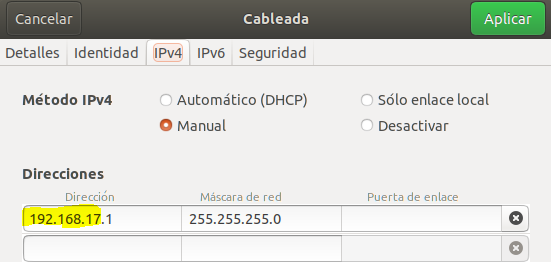 Cancelar Cableada Aplicar
Detalles Identidad IPv4 IPv6 Seguridad
Método IPv4 Automático (DHCP) Sólo enlace local
Manual Desactivar
Direcciones
Dirección Máscara de red Puerta de enlace
192.168.17.1 255.255.255.0